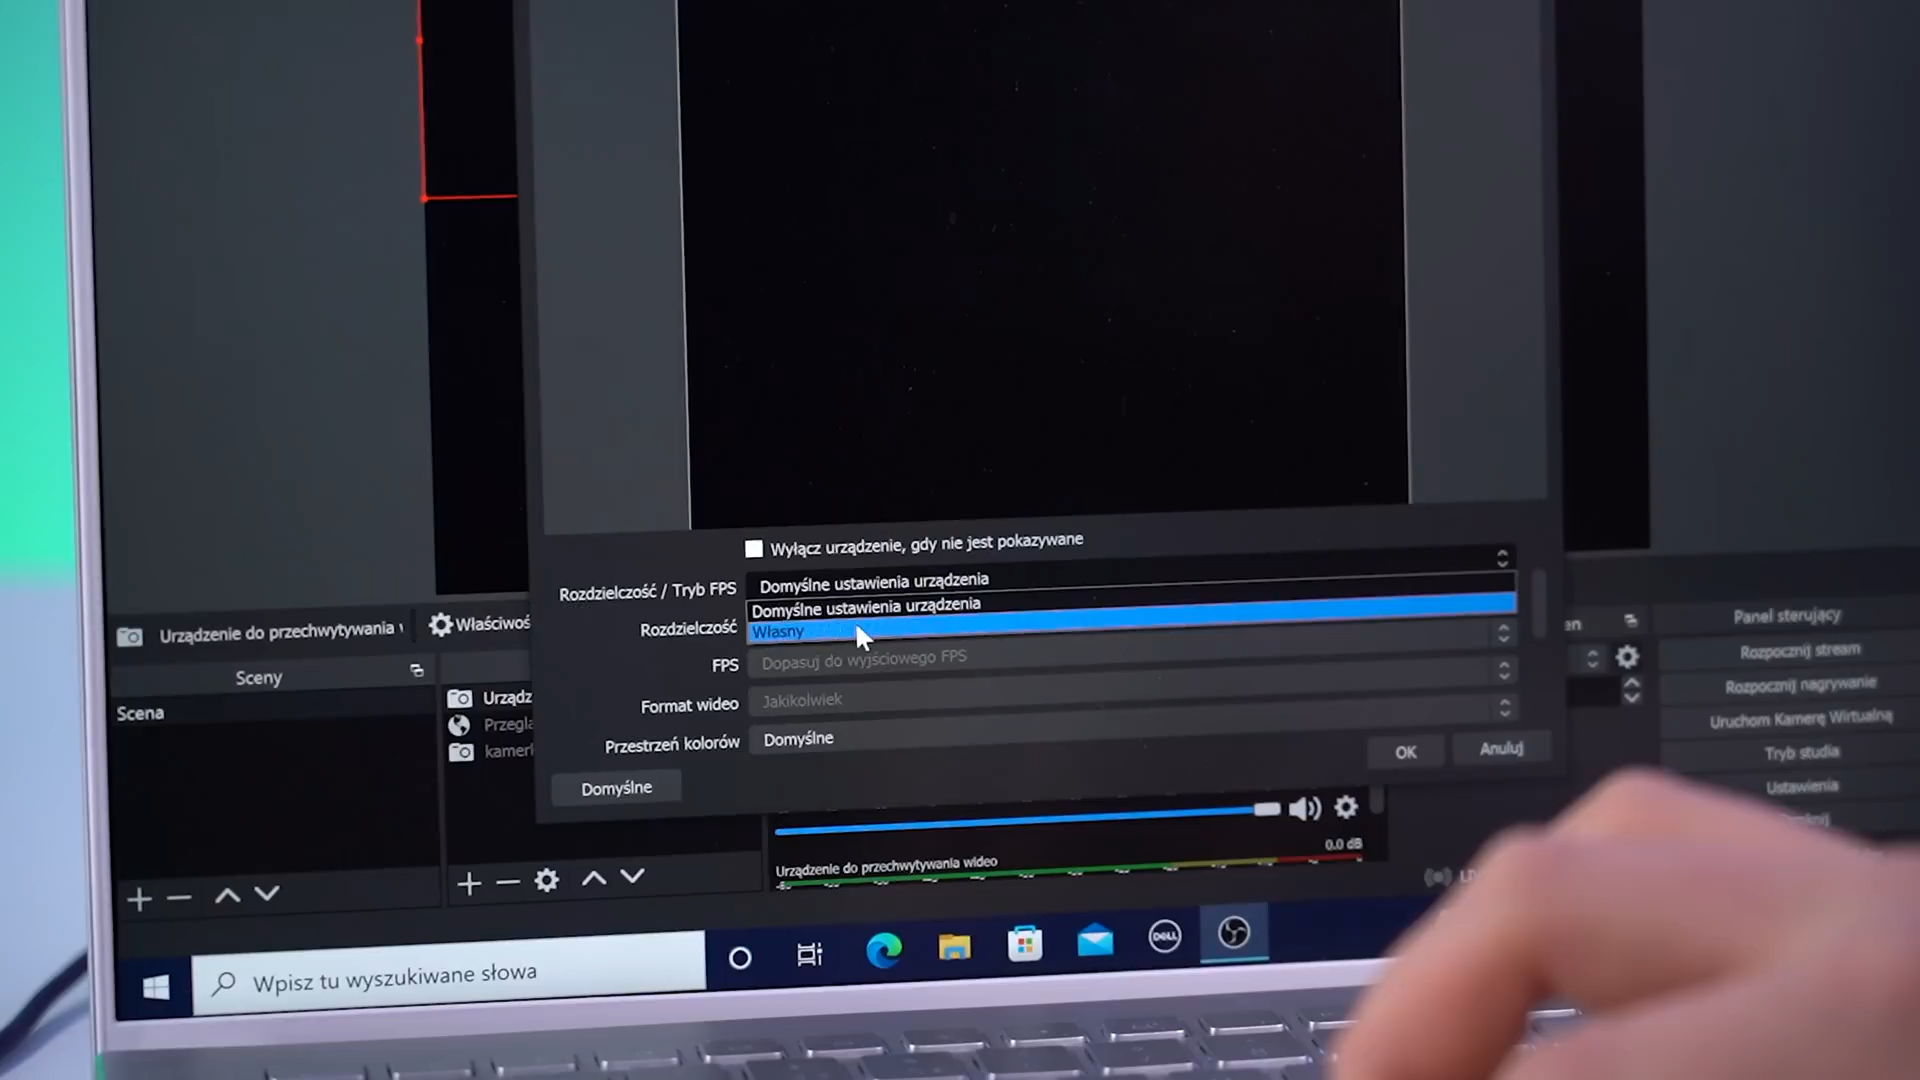 Wyłącz urządzenie, gdy nie jest pokazywane
Rozdzielczość / Tryb FPS
Domyślne ustawienia urządzenia
Domyślne ustawienia urządzenia
Własny
Rozdzielczość
FPS
Dopasuj do wyjściowego FPS
Format wideo
Jakikolwiek
Przestrzeń kolorów
Domyślne
Domyślne
OK
Anuluj
Urządzenie do przechwytywania
Właściwoś
Sceny
Scena
Urządz
Przeglą
kamer
0.0 dB
Urządzenie do przechwytywania wideo
Panel sterujący
Rozpocznij stream
Rozpocznij nagrywanie
Uruchom Kamerę Wirtualną
Tryb studia
Ustawienia
Wpisz tu wyszukiwane słowa
DELL